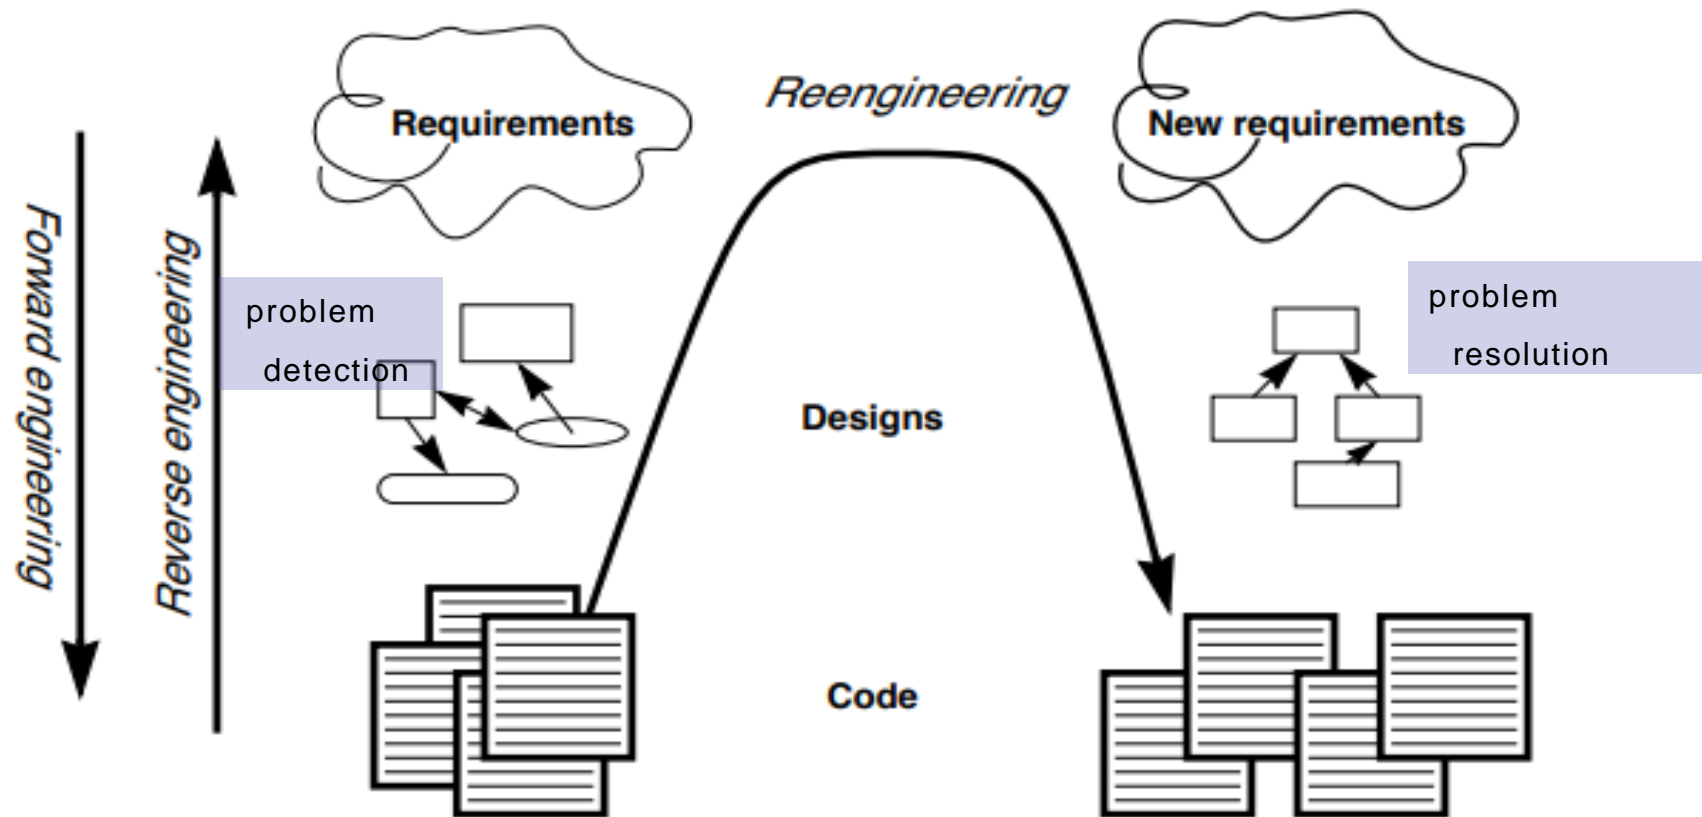 Reengineering
Requirements
New requirements
Forward engineering
Reverse engineering
problem
detection
problem
resolution
Designs
Code